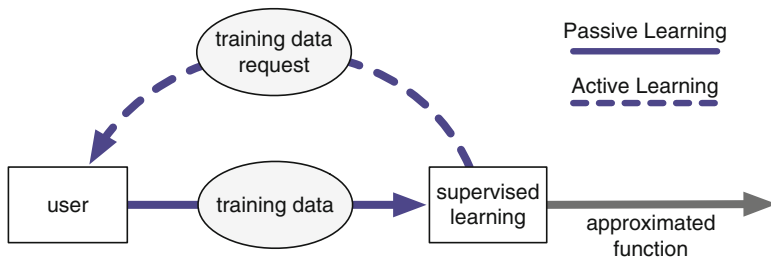 training data
request
Passive Learning
Active Learning
user
training data
supervised
learning
approximated
function